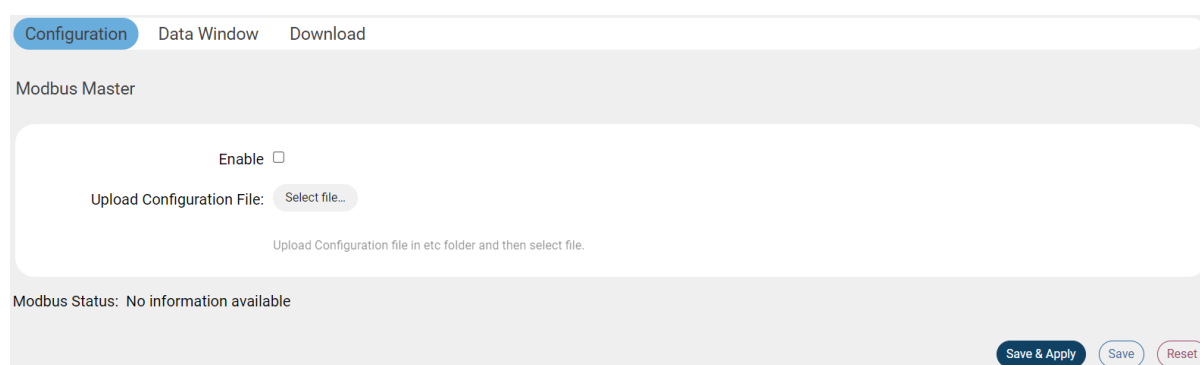 Configuration Data Window Download
Modbus Master
Enable
Upload Configuration File: Select file...
Upload Configuration file in etc folder and then select file.
Modbus Status: No information available
Save & Apply Save Reset